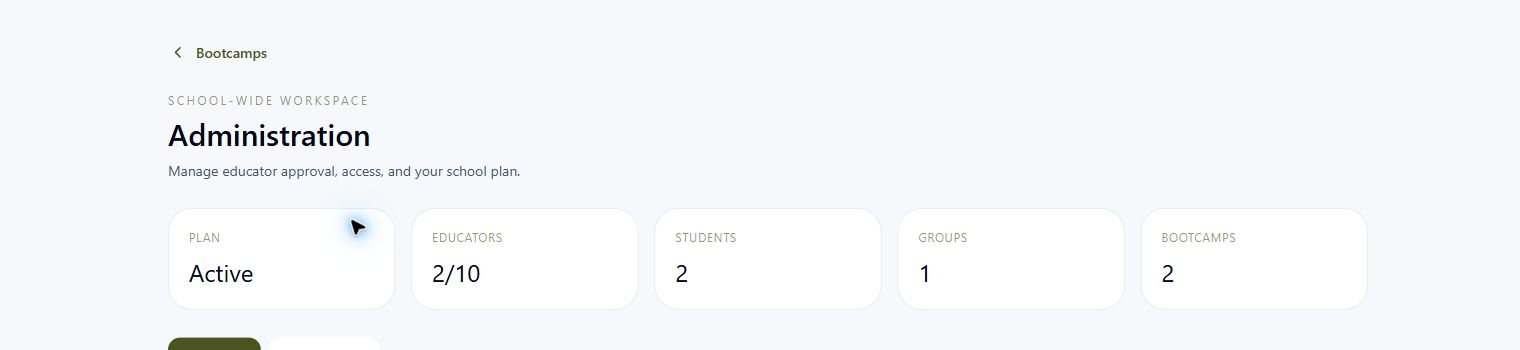 Bootcamps
SCHOOL-WIDE WORKSPACE
Administration
Manage educator approval, access, and your school plan.
PLAN
Active
EDUCATORS
2/10
STUDENTS
2
GROUPS
1
BOOTCAMPS
2